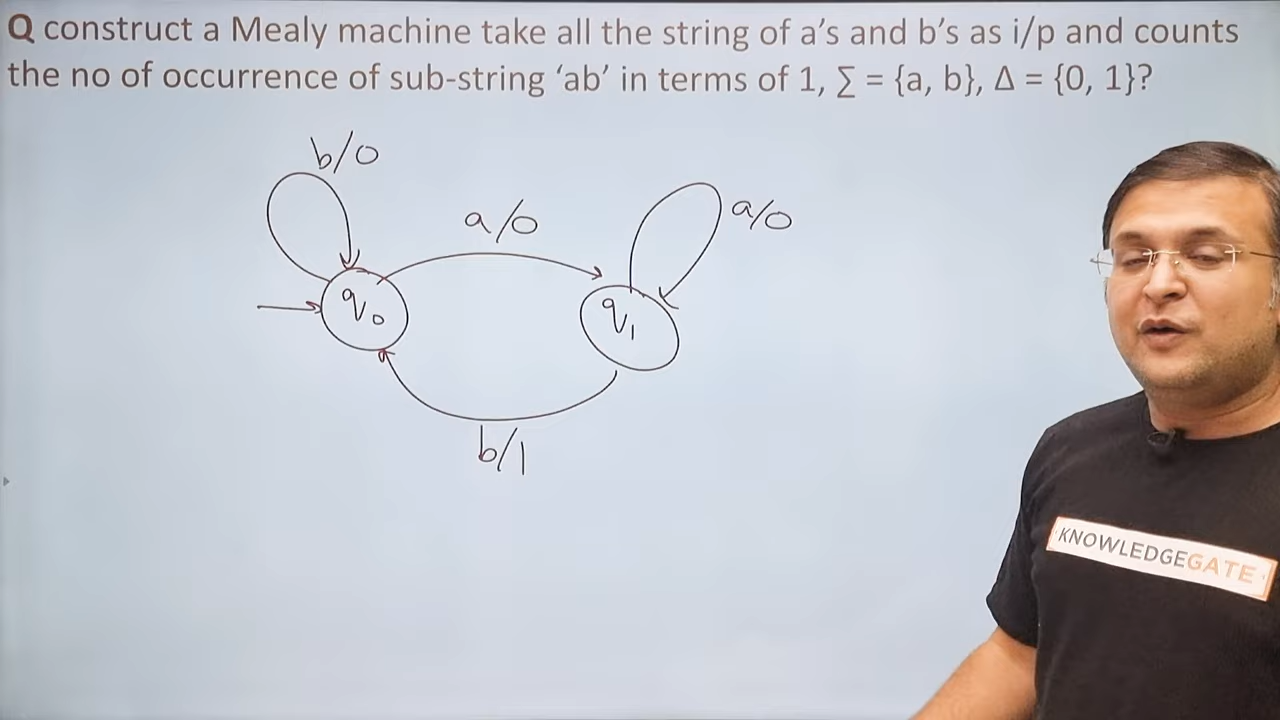 Q construct a Mealy machine take all the string of a’s and b’s as i/p and counts
the no of occurrence of sub-string ‘ab’ in terms of 1, ∑ = {a, b}, Δ = {0, 1}?
b/0
a/0
a/0
q0
q1
b/1
KNOWLEDGEGATE